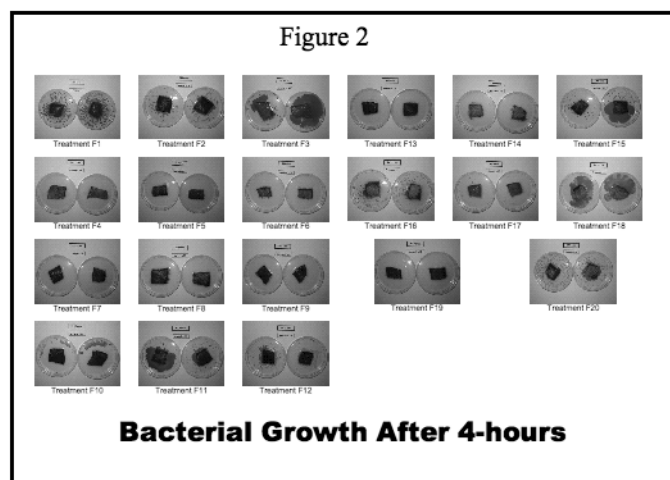 Figure 2
Treatment F1
Treatment F2
Treatment F3
Treatment F13
Treatment F14
Treatment F15
Treatment F4
Treatment F5
Treatment F6
Treatment F16
Treatment F17
Treatment F18
Treatment F7
Treatment F8
Treatment F9
Treatment F19
Treatment F20
Treatment F10
Treatment F11
Treatment F12
Bacterial Growth After 4-hours